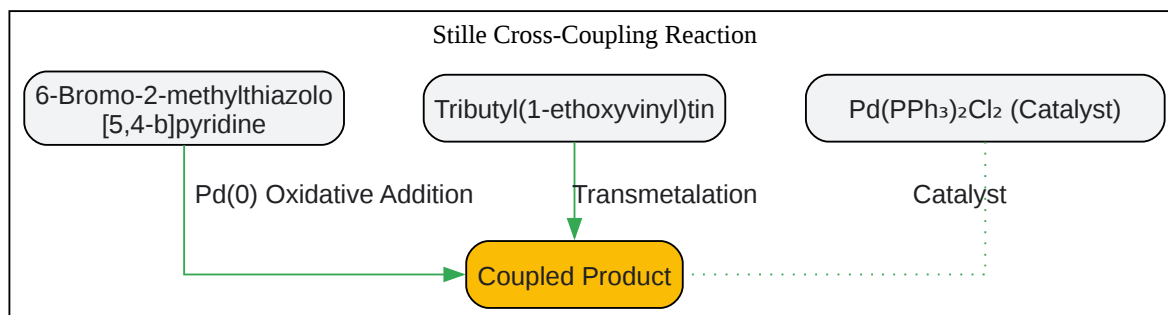 Stille Cross-Coupling Reaction
6-Bromo-2-methylthiazolo
[5,4-b]pyridine
Tributyl(1-ethoxyvinyl)tin
Pd(PPh₃)₂Cl₂ (Catalyst)
Pd(0) Oxidative Addition
Transmetalation
Catalyst
Coupled Product